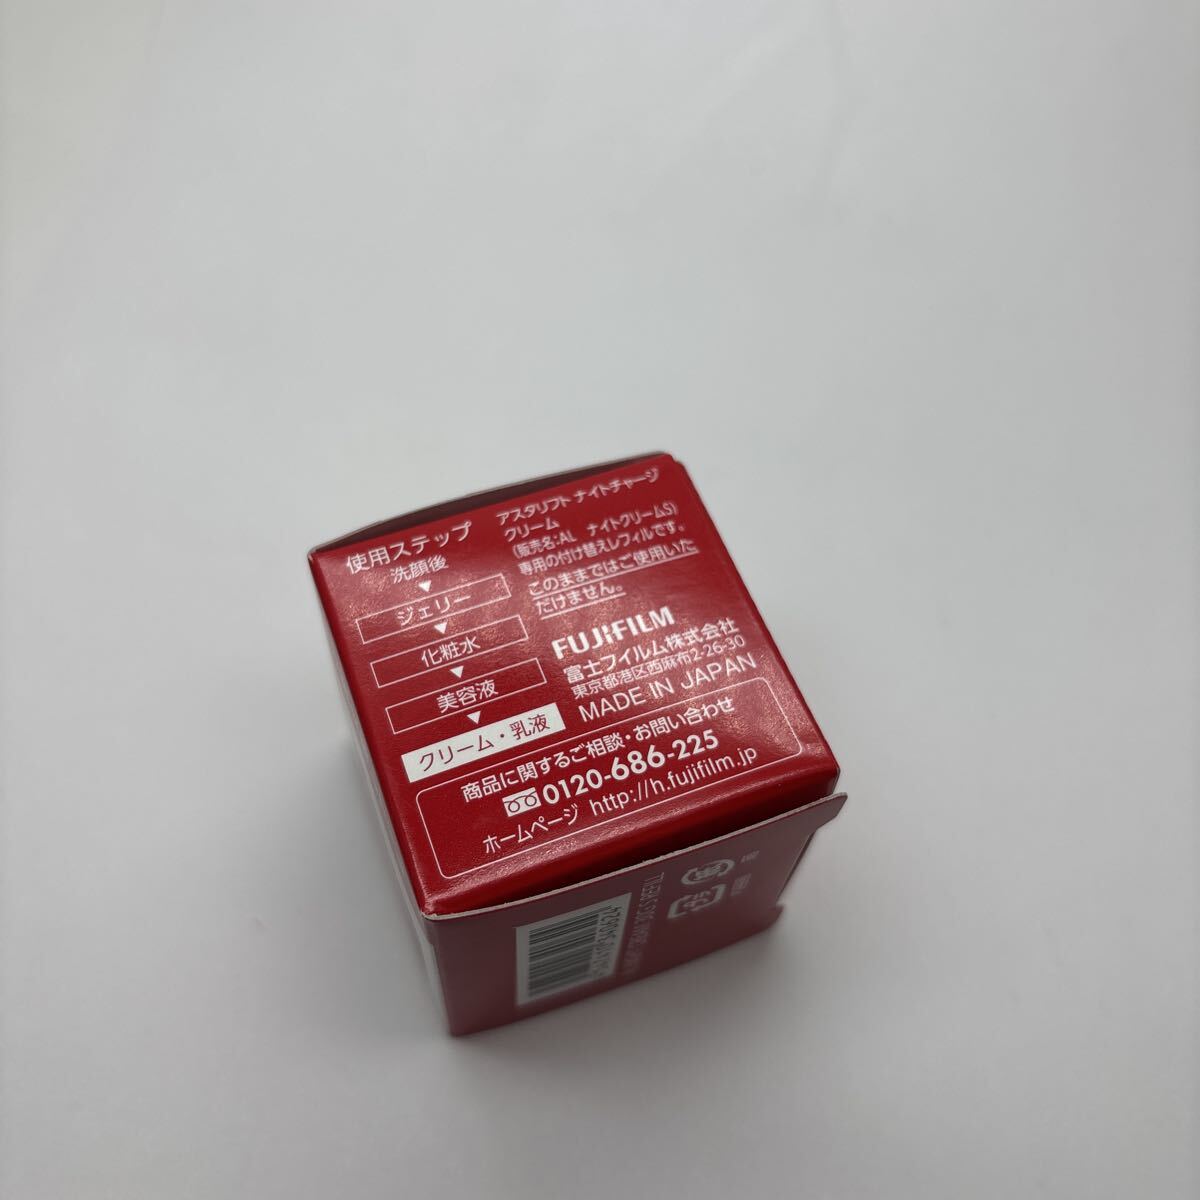 使用ステップ
洗顔後
▼
ジェリー
▼
化粧水
▼
美容液
▼
クリーム・乳液
アスタリフト ナイトチャージ
クリーム
(販売名:AL ナイトクリームS)
専用の付け替えレフィルです。
このままではご使用いた
だけません。
FUJIFILM
富士フイルム株式会社
東京都港区西麻布2-26-30
MADE IN JAPAN
商品に関するご相談・お問い合わせ
0120-686-225
ホームページ http://h.fujifilm.jp
30G S REFILL